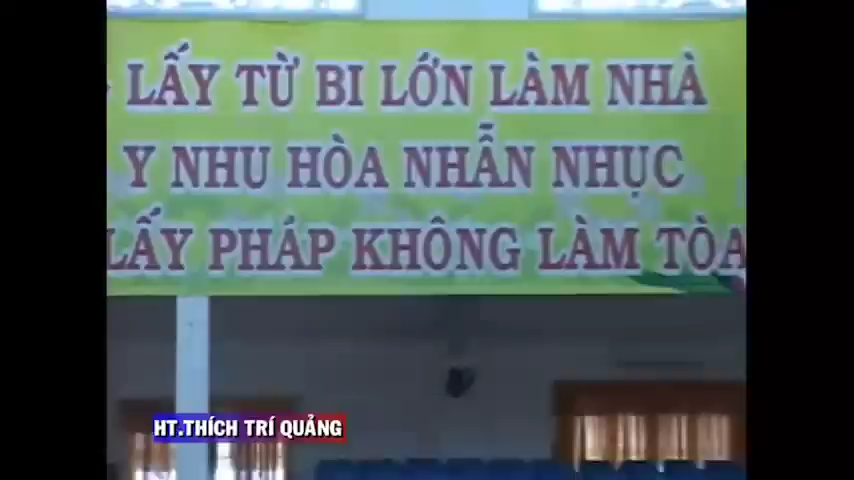 LẤY TỪ BI LỚN LÀM NHÀ
Y NHU HÒA NHẪN NHỤC
LẤY PHÁP KHÔNG LÀM TÒA
HT.THÍCH TRÍ QUẢNG